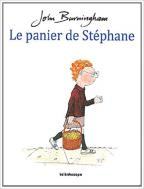 John Burningham
Le panier de Stéphane
kaléidoscope